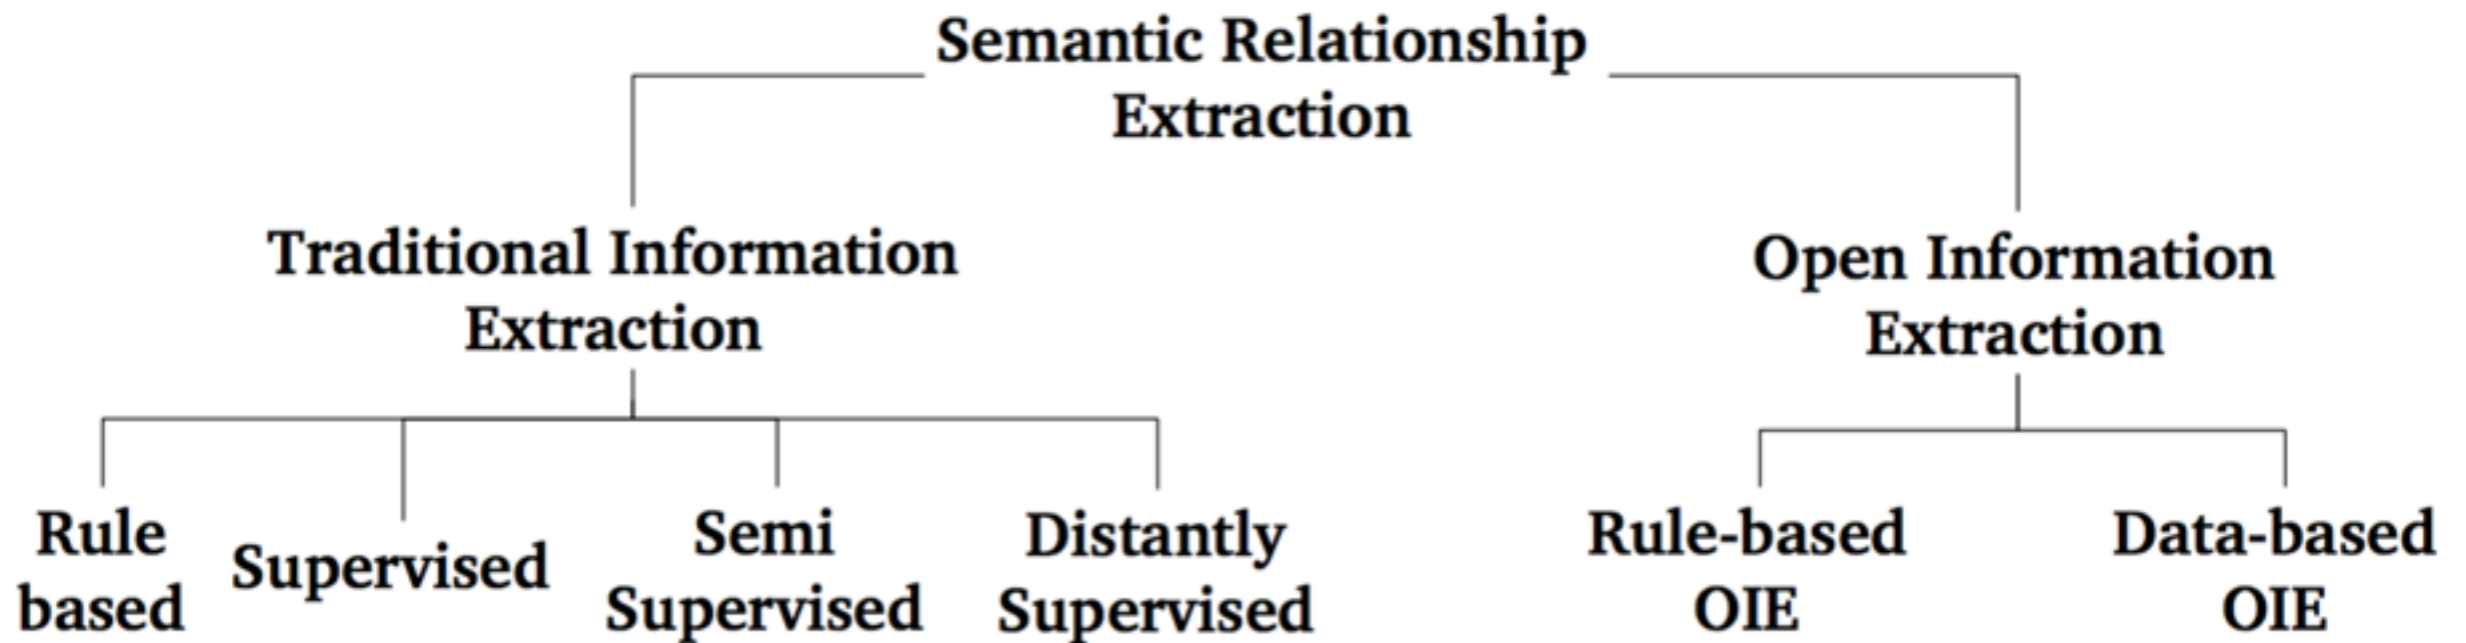 Semantic Relationship
Extraction
Traditional Information
Extraction
Open Information
Extraction
Rule
based
Supervised
Semi
Supervised
Distantly
Supervised
Rule-based
OIE
Data-based
OIE